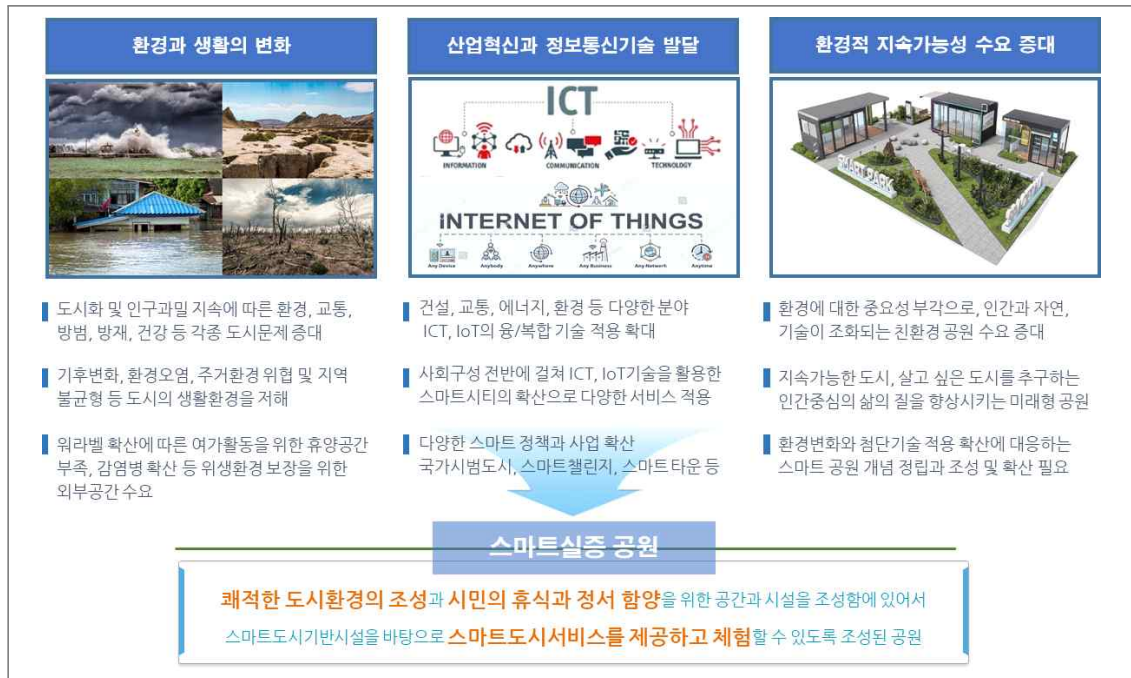 환경과 생활의 변화
도시화 및 인구과밀 지속에 따른 환경, 교통,
방범, 방재, 건강 등 각종 도시문제 증대
기후변화, 환경오염, 주거환경 위협 및 지역
불균형 등 도시의 생활환경을 저해
워라벨 확산에 따른 여가활동을 위한 휴양공간
부족, 감염병 확산 등 위생환경 보장을 위한
외부공간 수요
산업혁신과 정보통신기술 발달
ICT
INFORMATION COMMUNICATION TECHNOLOGY
INTERNET OF THINGS
Any Device Anybody Anywhere Any Business Any Network Anytime
건설, 교통, 에너지, 환경 등 다양한 분야
ICT, IoT의 융/복합 기술 적용 확대
사회구성 전반에 걸쳐 ICT, IoT기술을 활용한
스마트시티의 확산으로 다양한 서비스 적용
다양한 스마트 정책과 사업 확산
국가시범도시, 스마트챌린지, 스마트타운 등
환경적 지속가능성 수요 증대
SMART PARK
환경에 대한 중요성 부각으로, 인간과 자연,
기술이 조화되는 친환경 공원 수요 증대
지속가능한 도시, 살고 싶은 도시를 추구하는
인간중심의 삶의 질을 향상시키는 미래형 공원
환경변화와 첨단기술 적용 확산에 대응하는
스마트 공원 개념 정립과 조성 및 확산 필요
스마트실증 공원
쾌적한 도시환경의 조성과 시민의 휴식과 정서 함양을 위한 공간과 시설을 조성함에 있어서
스마트도시기반시설을 바탕으로 스마트도시서비스를 제공하고 체험할 수 있도록 조성된 공원